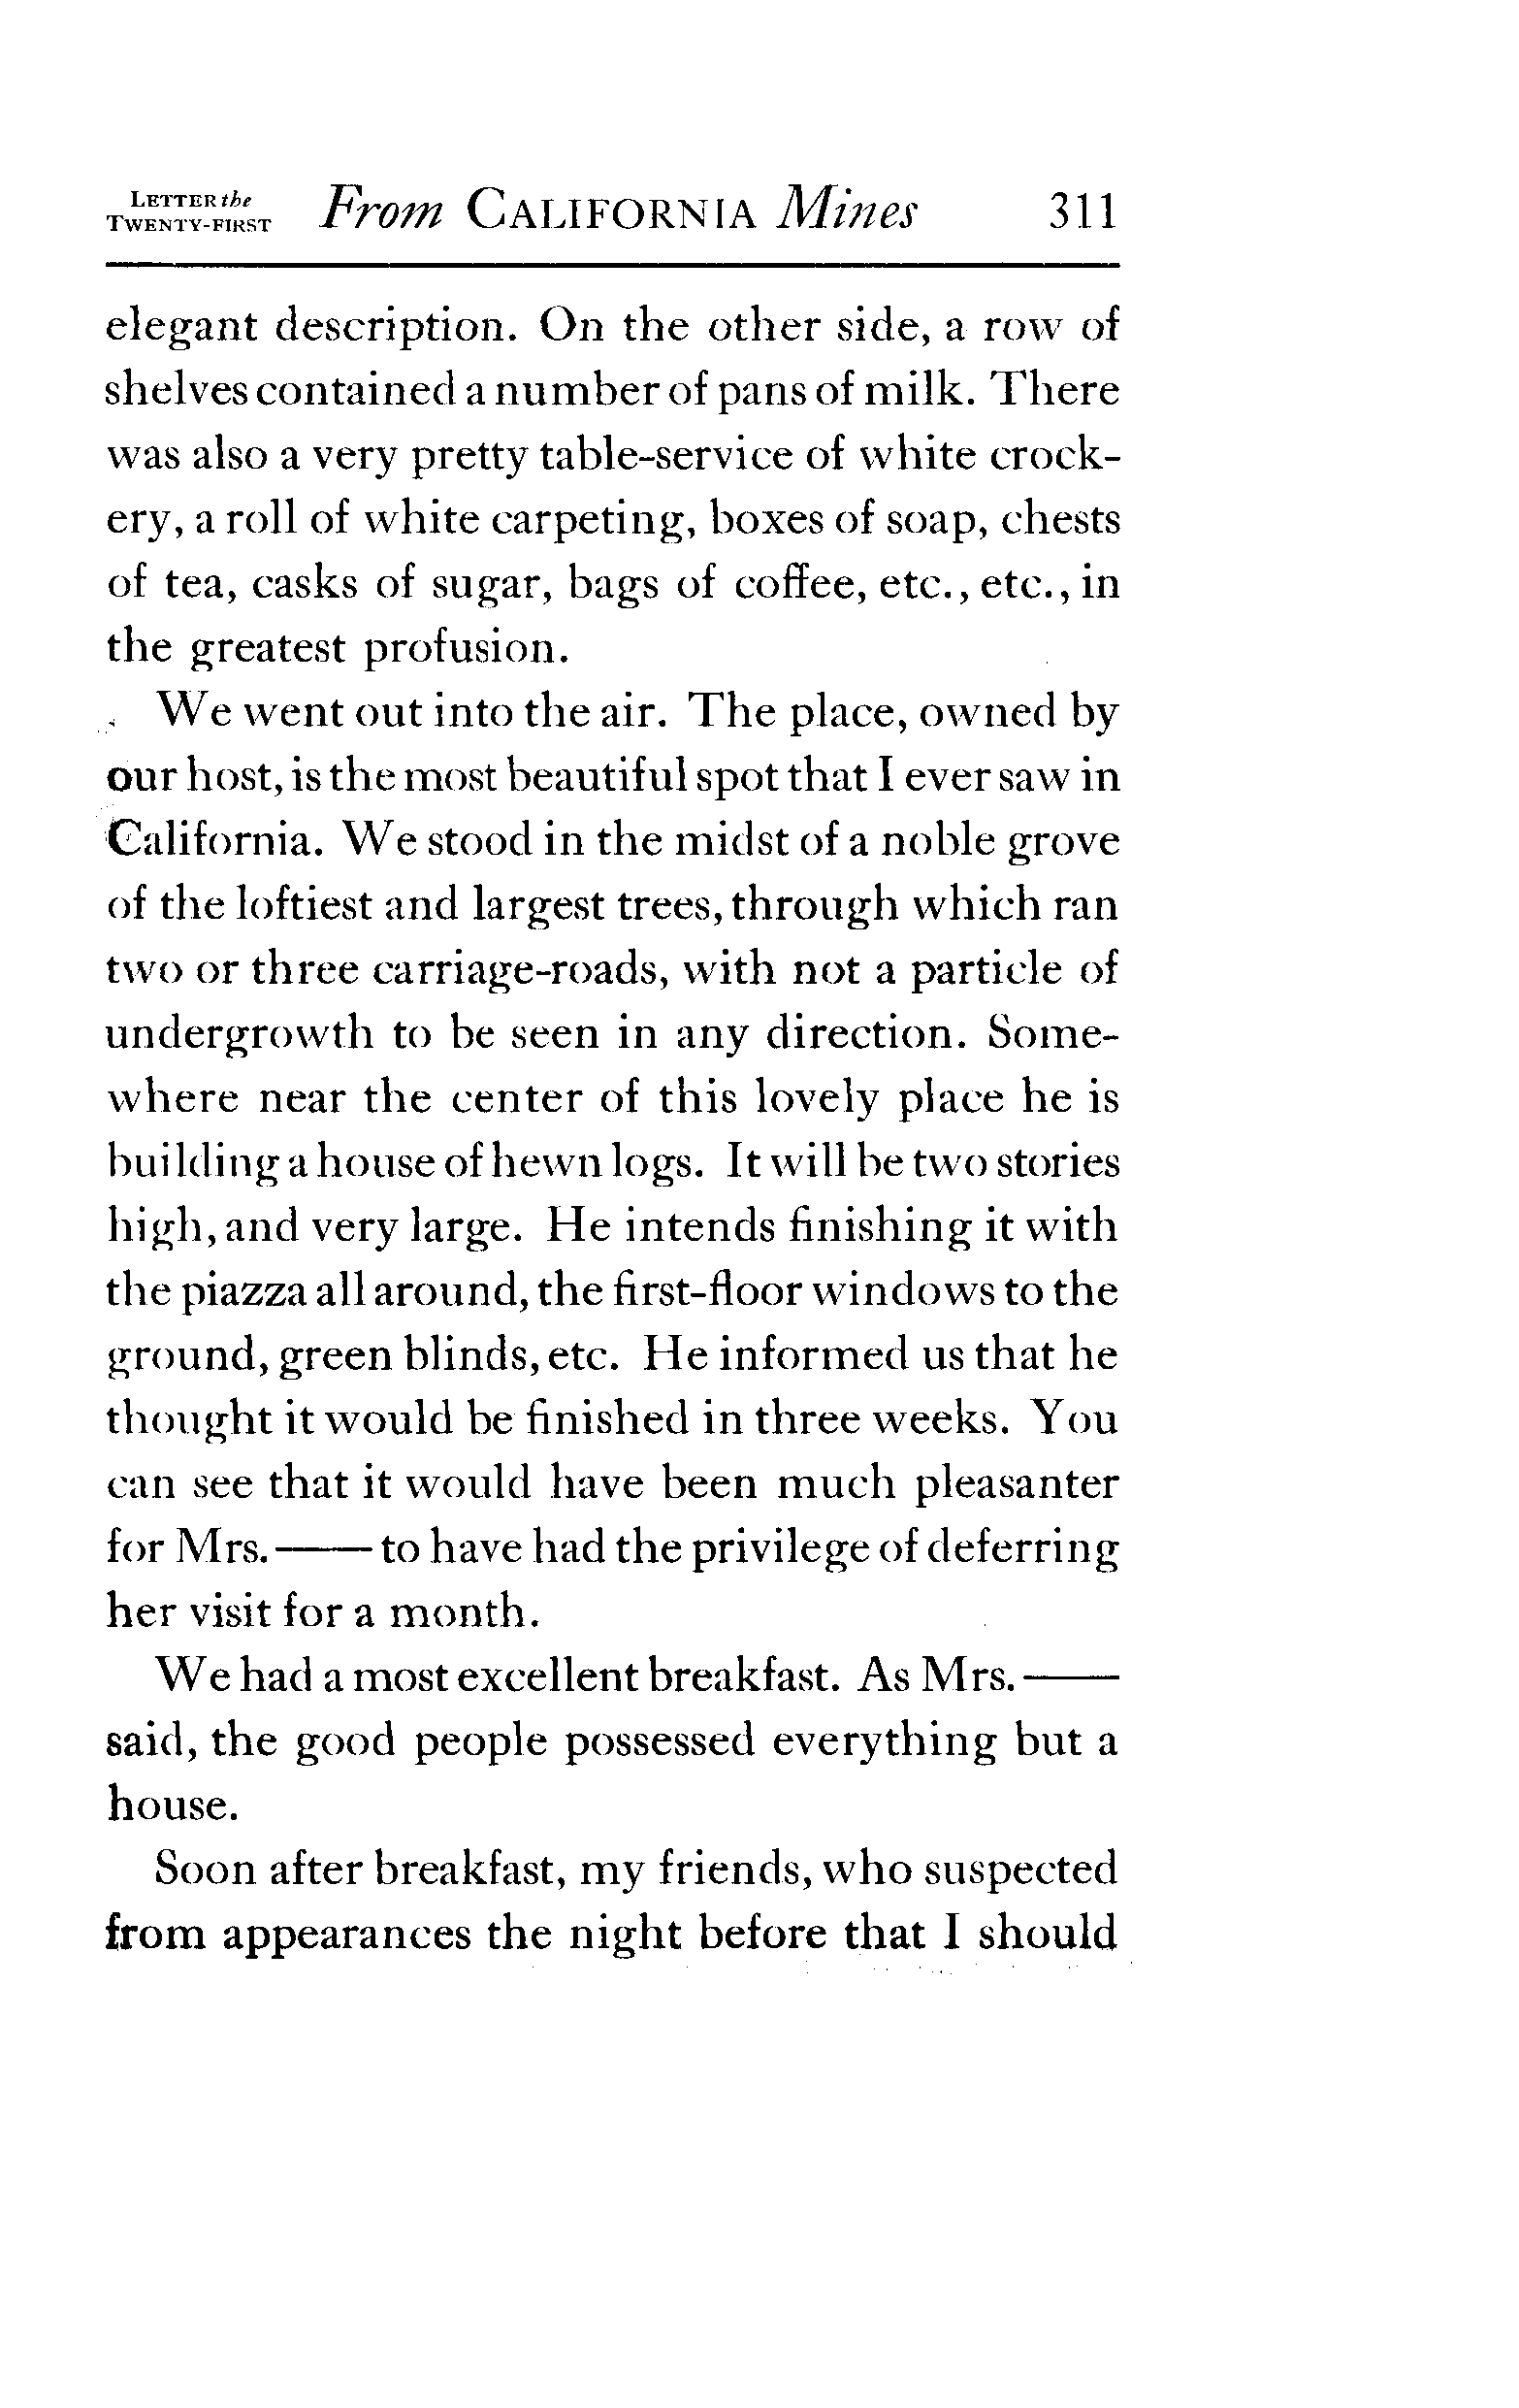 LETTER the
TWENTY-FIRST From CALIFORNIA Mines 311
elegant description. On the other side, a row of
shelves contained a number of pans of milk. There
was also a very pretty table-service of white crock-
ery, a roll of white carpeting, boxes of soap, chests
of tea, casks of sugar, bags of coffee, etc., etc., in
the greatest profusion.
We went out into the air. The place, owned by
our host, is the most beautiful spot that I ever saw in
California. We stood in the midst of a noble grove
of the loftiest and largest trees, through which ran
two or three carriage-roads, with not a particle of
undergrowth to be seen in any direction. Some-
where near the center of this lovely place he is
building a house of hewn logs. It will be two stories
high, and very large. He intends finishing it with
the piazza all around, the first-floor windows to the
ground, green blinds, etc. He informed us that he
thought it would be finished in three weeks. You
can see that it would have been much pleasanter
for Mrs. —— to have had the privilege of deferring
her visit for a month.
We had a most excellent breakfast. As Mrs. ——
said, the good people possessed everything but a
house.
Soon after breakfast, my friends, who suspected
from appearances the night before that I should